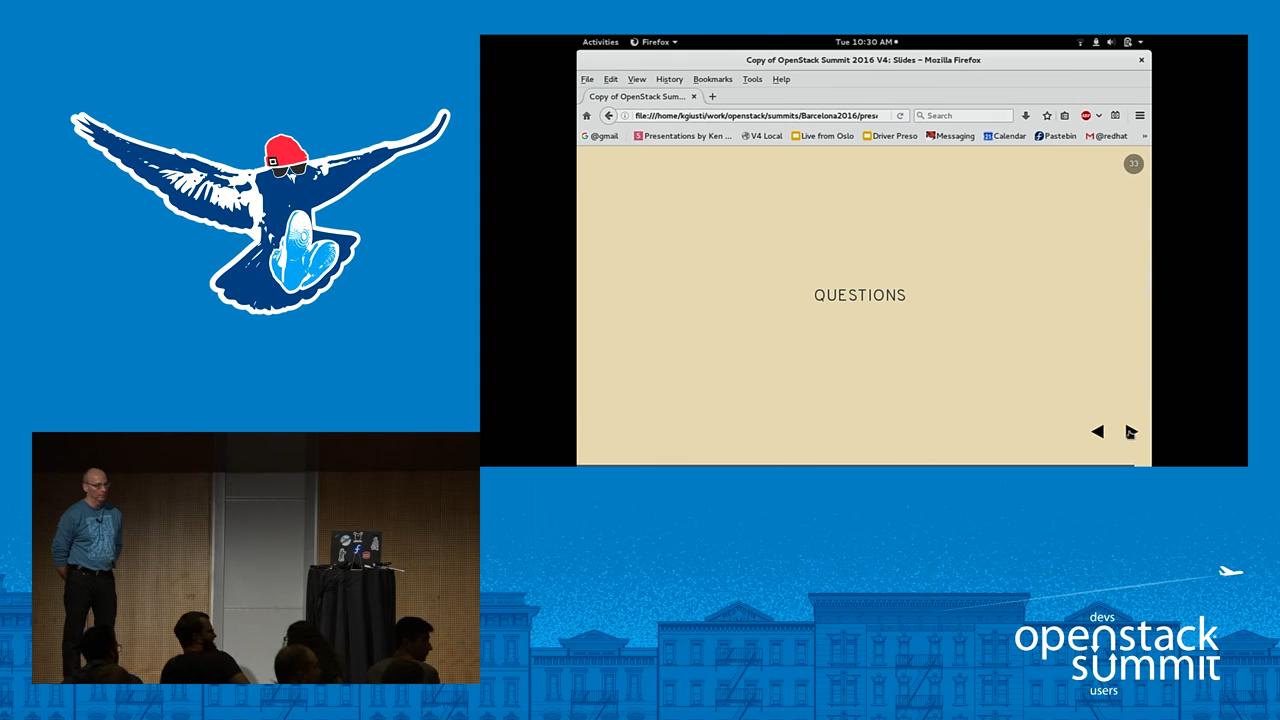 Activities Firefox Tue 10:30 AM
Copy of OpenStack Summit 2016 V4: Slides – Mozilla Firefox
File Edit View History Bookmarks Tools Help
Copy of OpenStack Sum...
file:///home/kgiusti/work/openstack/summits/Barcelona2016/prese
Search
@gmail Presentations by Ken ... V4 Local Live from Oslo Driver Preso Messaging Calendar Pastebin @redhat
33
QUESTIONS
devs
openstack
summit
users